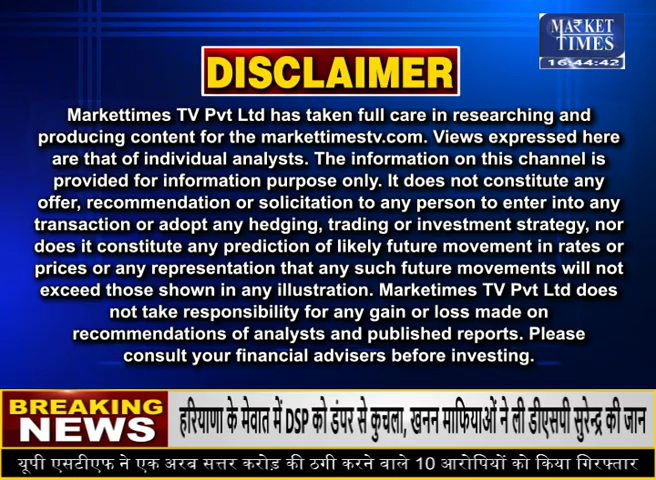 MARKET
TIMES
16:44:42
DISCLAIMER
Markettimes TV Pvt Ltd has taken full care in researching and
producing content for the markettimestv.com. Views expressed here
are that of individual analysts. The information on this channel is
provided for information purpose only. It does not constitute any
offer, recommendation or solicitation to any person to enter into any
transaction or adopt any hedging, trading or investment strategy, nor
does it constitute any prediction of likely future movement in rates or
prices or any representation that any such future movements will not
exceed those shown in any illustration. Marketimes TV Pvt Ltd does
not take responsibility for any gain or loss made on
recommendations of analysts and published reports. Please
consult your financial advisers before investing.
BREAKING
NEWS
हरियाणा के मेवात में DSP को डंपर से कुचला, खनन माफियाओं ने ली डीएसपी सुरेन्द्र की जान
यूपी एसटीएफ ने एक अरब सत्तर करोड़ की ठगी करने वाले 10 आरोपियों को किया गिरफ्तार